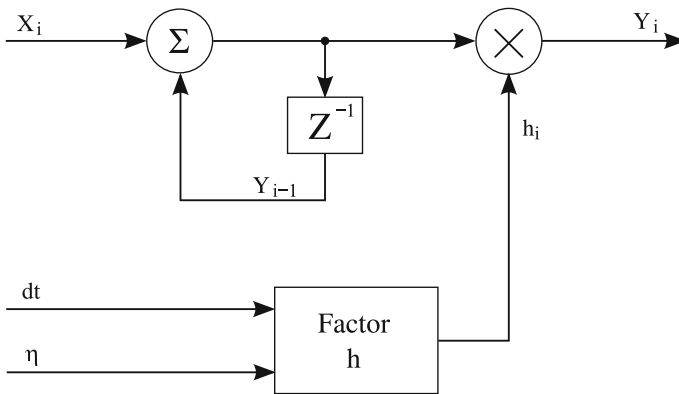 X i
Y i
Σ
Z⁻¹
h i
Y i−1
dt
Factor
h
η